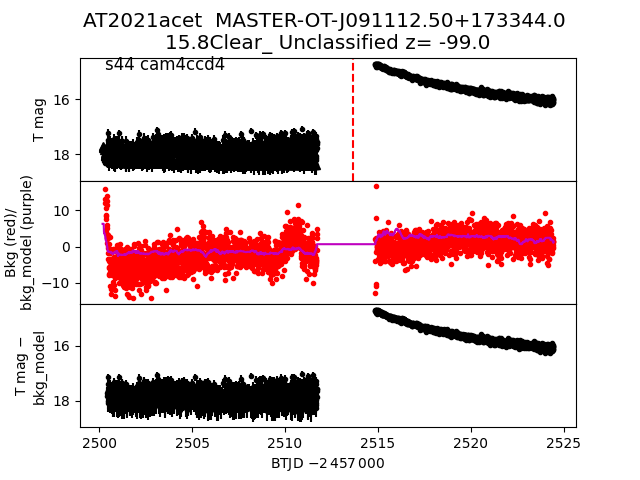 AT2021acet MASTER-OT-J091112.50+173344.0
15.8Clear_ Unclassified z= -99.0
s44 cam4ccd4
T mag
16
18
Bkg (red)/
bkg_model (purple)
10
0
−10
T mag −
bkg_model
16
18
2500 2505 2510 2515 2520 2525
BTJD −2 457 000